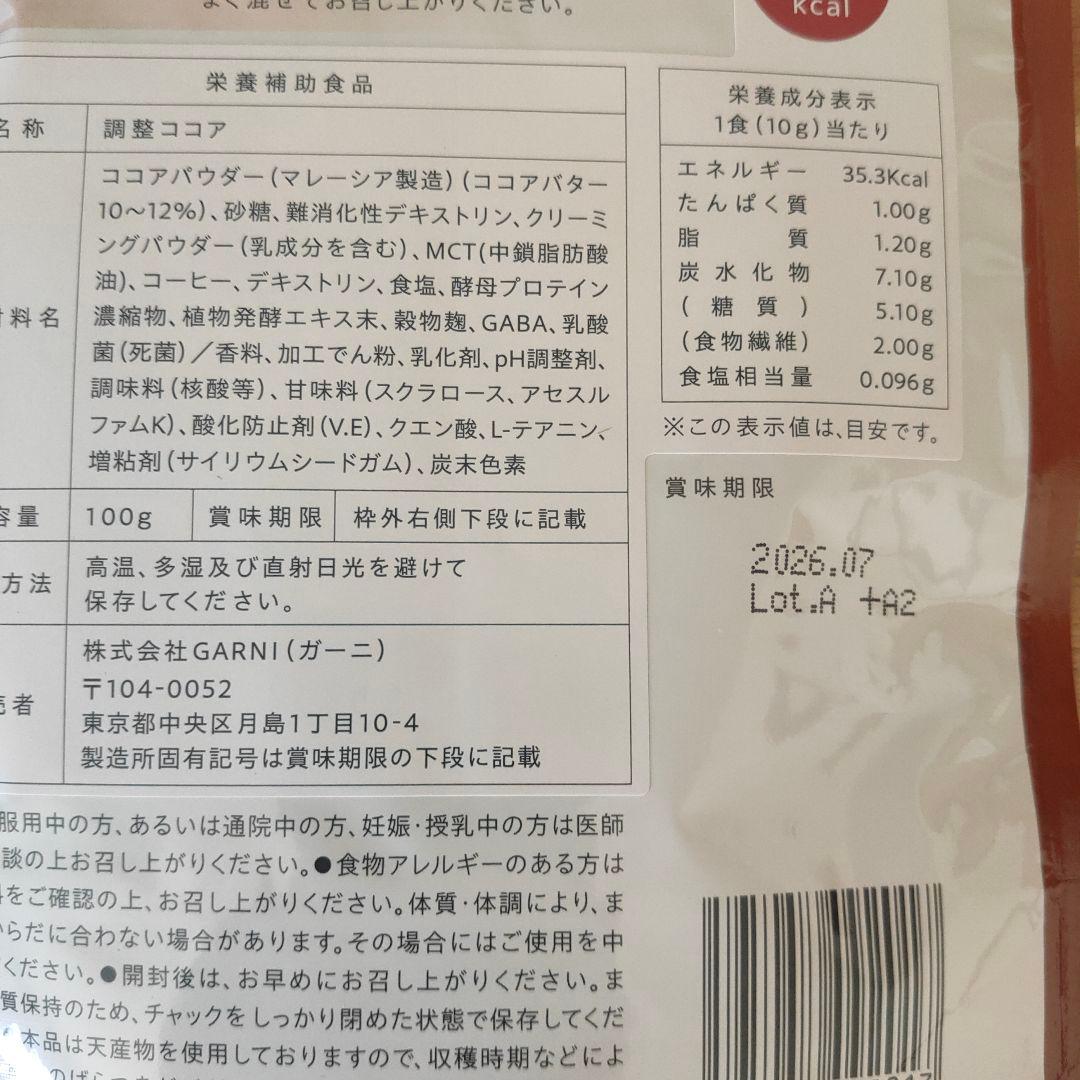 よく混ぜてお召し上がりください。
kcal
栄養補助食品
名称
調整ココア
料名
ココアパウダー(マレーシア製造)(ココアバター
10〜12%)、砂糖、難消化性デキストリン、クリーミ
ングパウダー(乳成分を含む)、MCT(中鎖脂肪酸
油)、コーヒー、デキストリン、食塩、酵母プロテイン
濃縮物、植物発酵エキス末、穀物麹、GABA、乳酸
菌(死菌)/香料、加工でん粉、乳化剤、pH調整剤、
調味料(核酸等)、甘味料(スクラロース、アセスル
ファムK)、酸化防止剤(V.E)、クエン酸、L-テアニン、
増粘剤(サイリウムシードガム)、炭末色素
容量
100g
賞味期限
枠外右側下段に記載
方法
高温、多湿及び直射日光を避けて
保存してください。
売者
株式会社GARNI(ガーニ)
〒104-0052
東京都中央区月島1丁目10-4
製造所固有記号は賞味期限の下段に記載
栄養成分表示
1食(10g)当たり
エネルギー 35.3Kcal
たんぱく質 1.00g
脂質 1.20g
炭水化物 7.10g
(糖質) 5.10g
(食物繊維) 2.00g
食塩相当量 0.096g
※この表示値は、目安です。
賞味期限
2026.07
Lot.A +A2
服用中の方、あるいは通院中の方、妊娠・授乳中の方は医師
談の上お召し上がりください。●食物アレルギーのある方は
をご確認の上、お召し上がりください。体質・体調により、ま
らだに合わない場合があります。その場合にはご使用を中
ください。●開封後は、お早めにお召し上がりください。ま
質保持のため、チャックをしっかり閉めた状態で保存してくだ
本品は天産物を使用しておりますので、収穫時期などによ